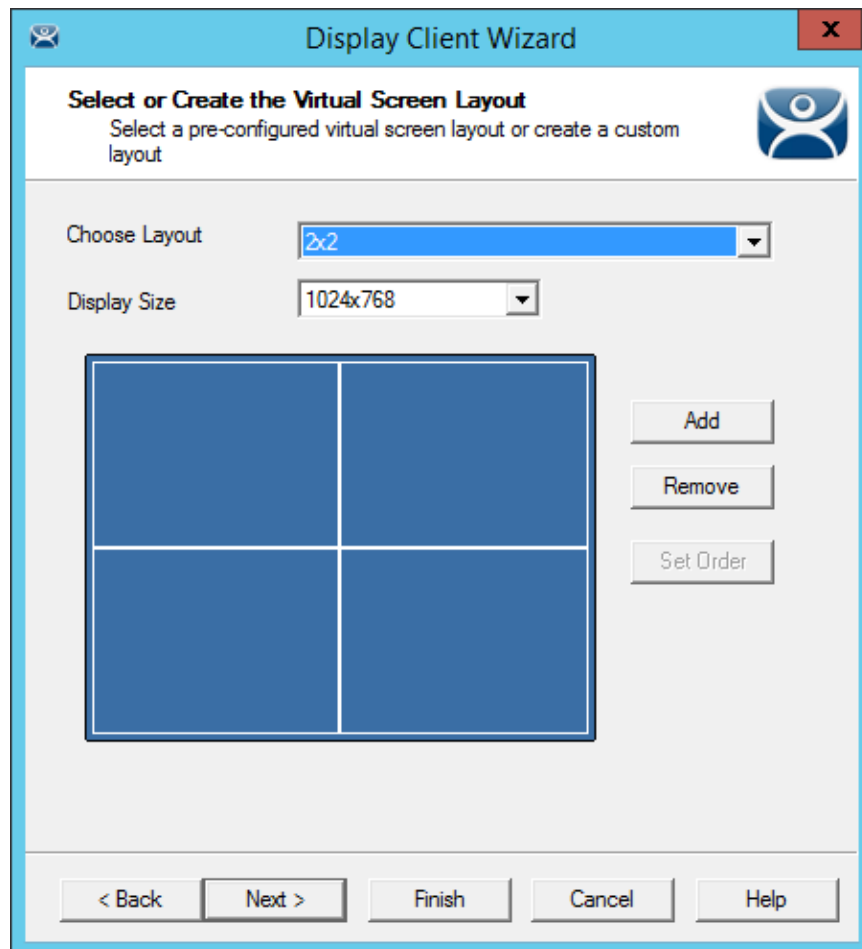 Display Client Wizard
x
Select or Create the Virtual Screen Layout
Select a pre-configured virtual screen layout or create a custom
layout
Choose Layout
2x2
Display Size
1024x768
Add
Remove
Set Order
< Back
Next >
Finish
Cancel
Help